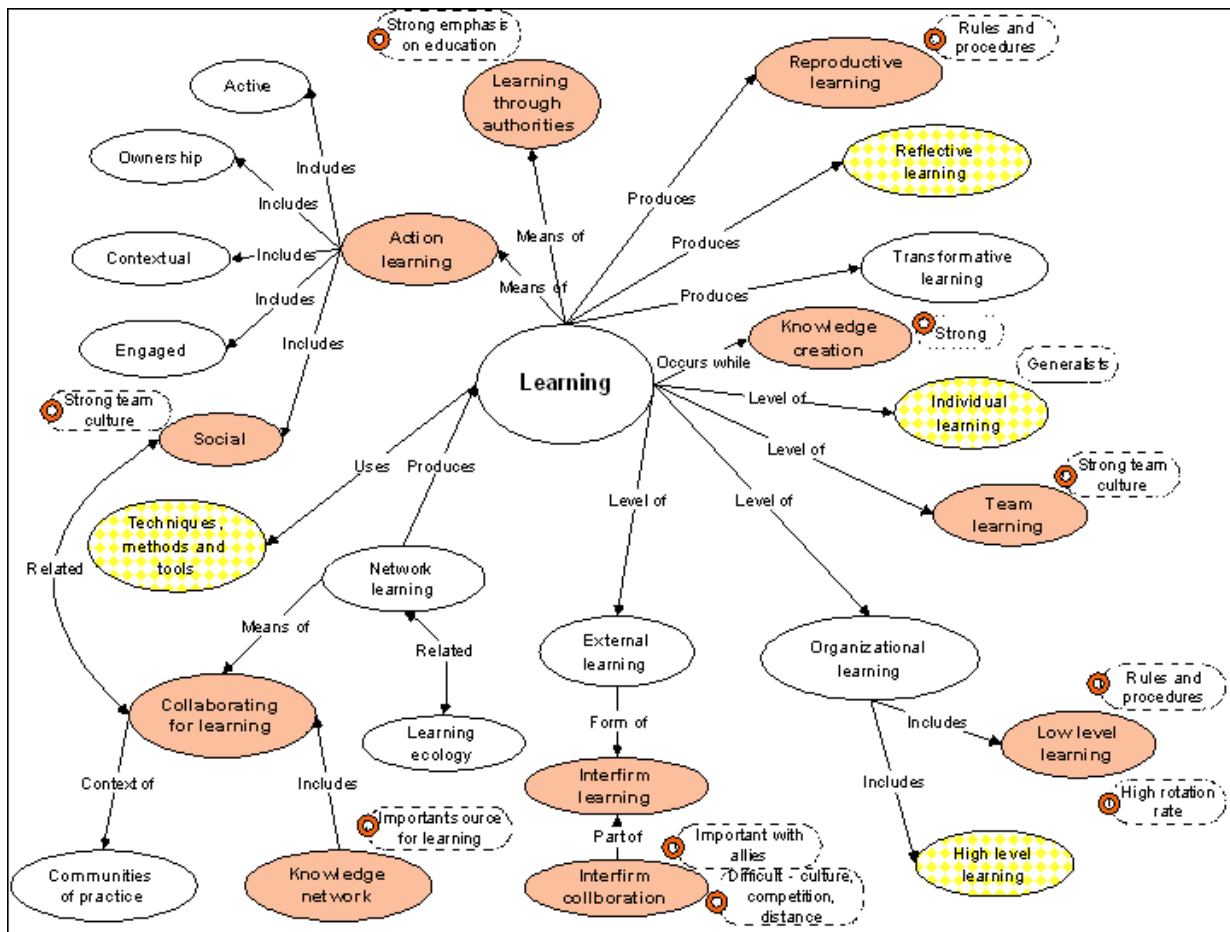 Strong emphasis
on education
Rules and
procedures
Reproductive
learning
Learning
through
authorities
Active
Ownership
Includes
Reflective
learning
Includes
Produces
Contextual
Includes
Action
learning
Means of
Produces
Transformative
learning
Means of
Produces
Includes
Engaged
Includes
Knowledge
creation
Strong
Occurs while
Generalists
Learning
Level of
Individual
learning
Strong team
culture
Social
Uses
Produces
Level of
Strong team
culture
Level of
Level of
Team
learning
Techniques,
methods and
tools
Related
Network
learning
Means of
Related
External
learning
Organizational
learning
Rules and
procedures
Collaborating
for learning
Form of
Includes
Low level
learning
Learning
ecology
Context of
Includes
Interfirm
learning
Includes
High rotation
rate
Importants ource
for learning
Part of
Important with
allies
High level
learning
Communities
of practice
Knowledge
network
Interfirm
collboration
Difficult - culture,
competition,
distance